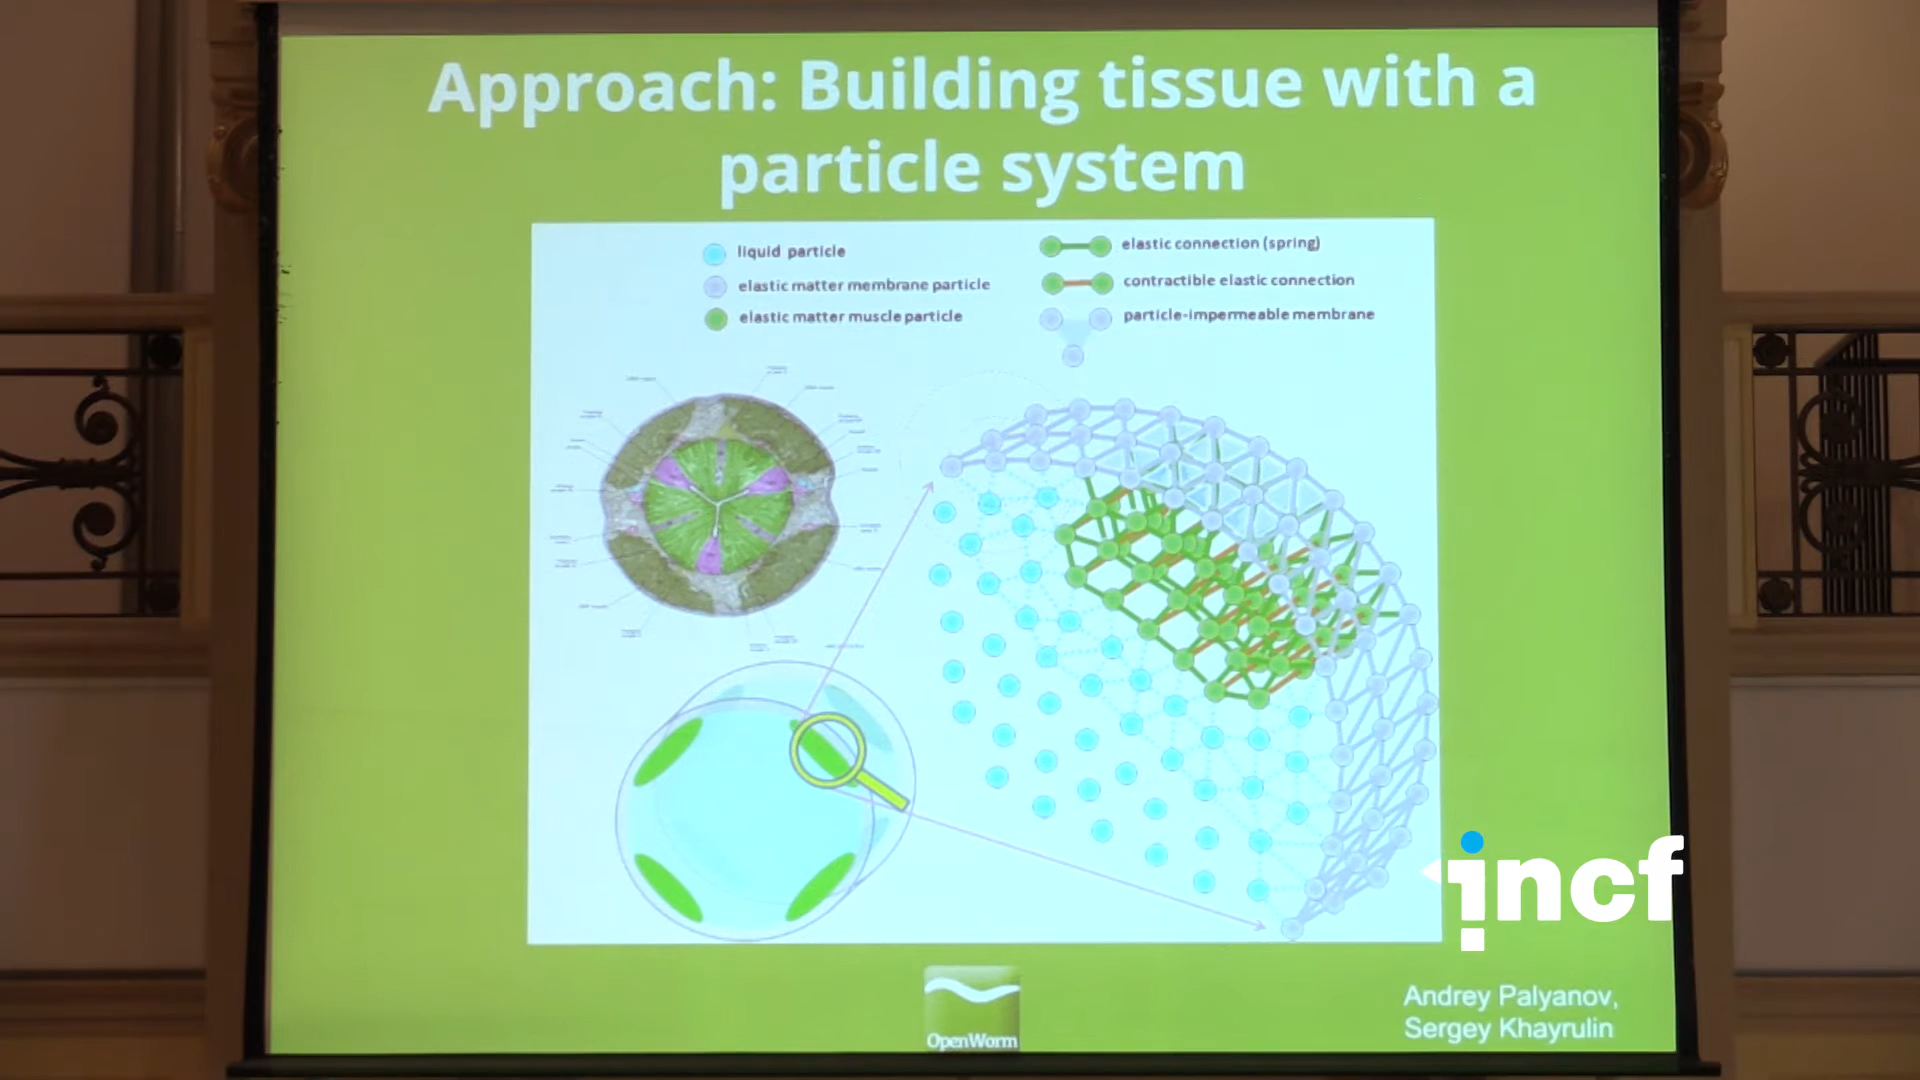 Approach: Building tissue with a
particle system
liquid particle
elastic matter membrane particle
elastic matter muscle particle
elastic connection (spring)
contractible elastic connection
particle-impermeable membrane
incf
Andrey Palyanov,
Sergey Khayrulin
OpenWorm